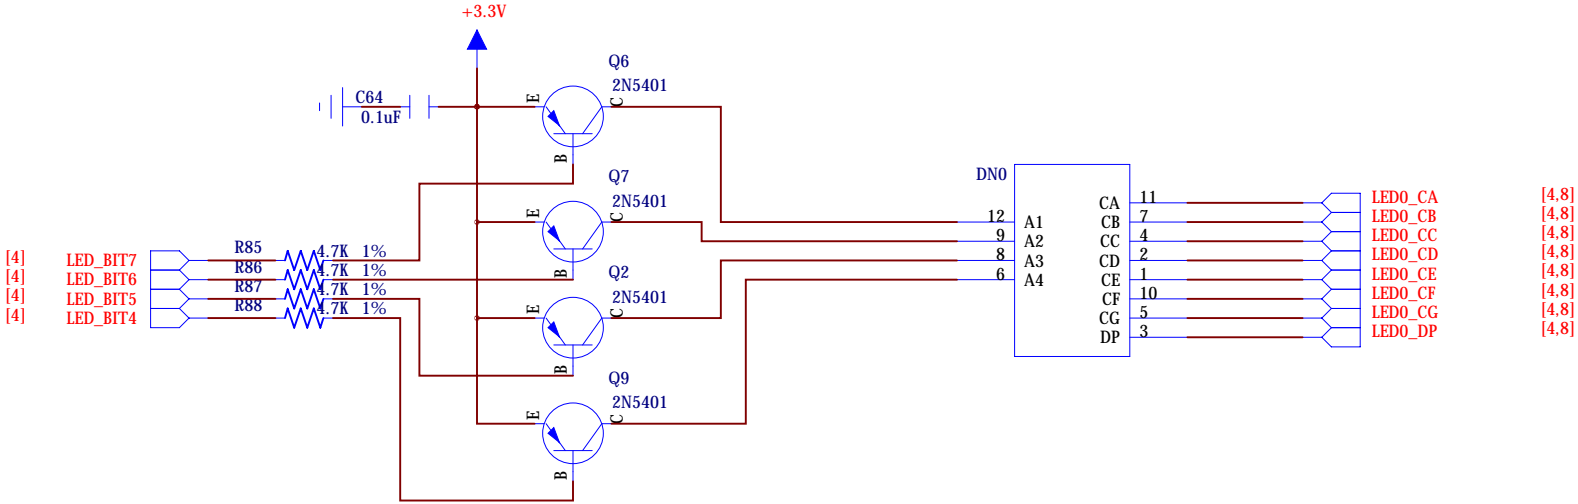 +3.3V
Q6
2N5401
E
C
B
C64
0.1uF
Q7
2N5401
E
C
B
[4] LED_BIT7 R85 4.7K 1%
[4] LED_BIT6 R86 4.7K 1%
[4] LED_BIT5 R87 4.7K 1%
[4] LED_BIT4 R88 4.7K 1%
Q2
2N5401
E
C
B
Q9
2N5401
E
C
B
DN0
12 A1
9 A2
8 A3
6 A4
CA 11 LED0_CA [4,8]
CB 7 LED0_CB [4,8]
CC 4 LED0_CC [4,8]
CD 2 LED0_CD [4,8]
CE 1 LED0_CE [4,8]
CF 10 LED0_CF [4,8]
CG 5 LED0_CG [4,8]
DP 3 LED0_DP [4,8]